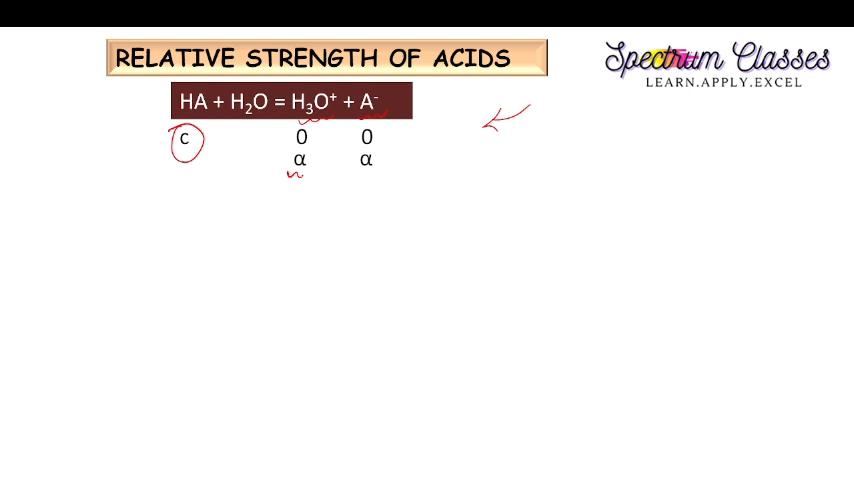 RELATIVE STRENGTH OF ACIDS
Spectrum Classes
LEARN.APPLY.EXCEL
HA + H₂O = H₃O⁺ + A⁻
c 0 0
α α